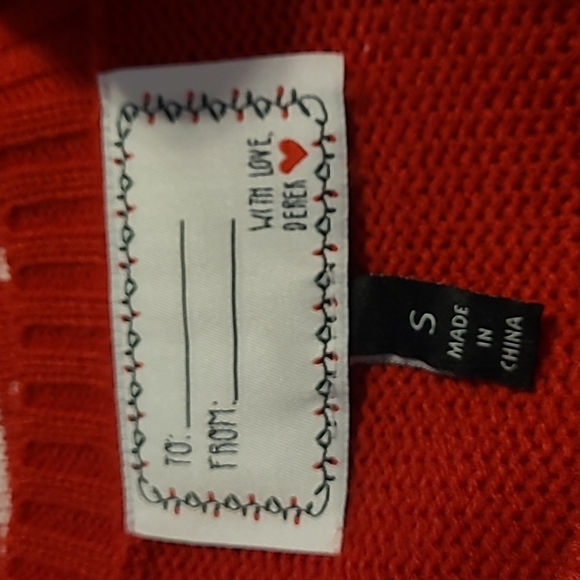 TO:
FROM:
WITH LOVE,
DEREK
S
MADE
IN
CHINA